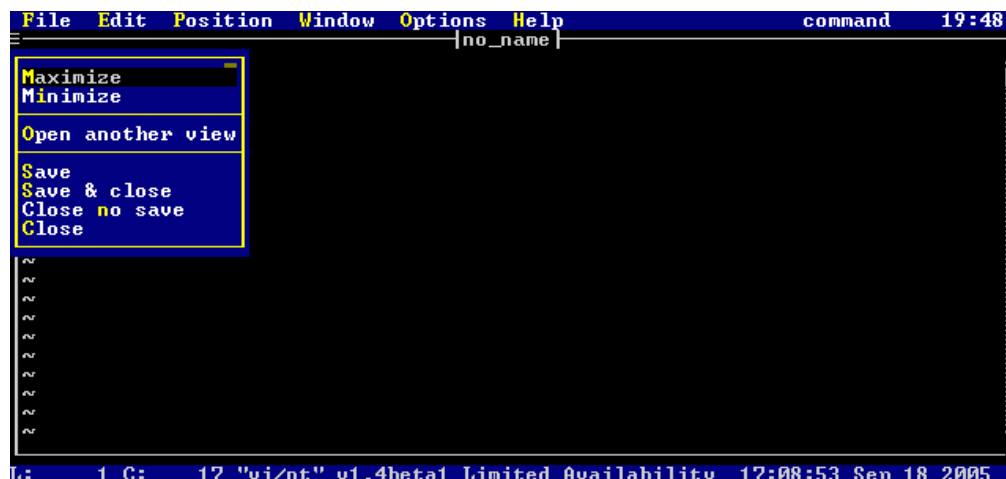 File Edit Position Window Options Help command 19:48
no_name
Maximize
Minimize
Open another view
Save
Save & close
Close no save
Close
~
~
~
~
~
~
~
~
~
~
L: 1 C: 17 "vi/nt" v1.4beta1 Limited Availability 17:08:53 Sep 18 2005